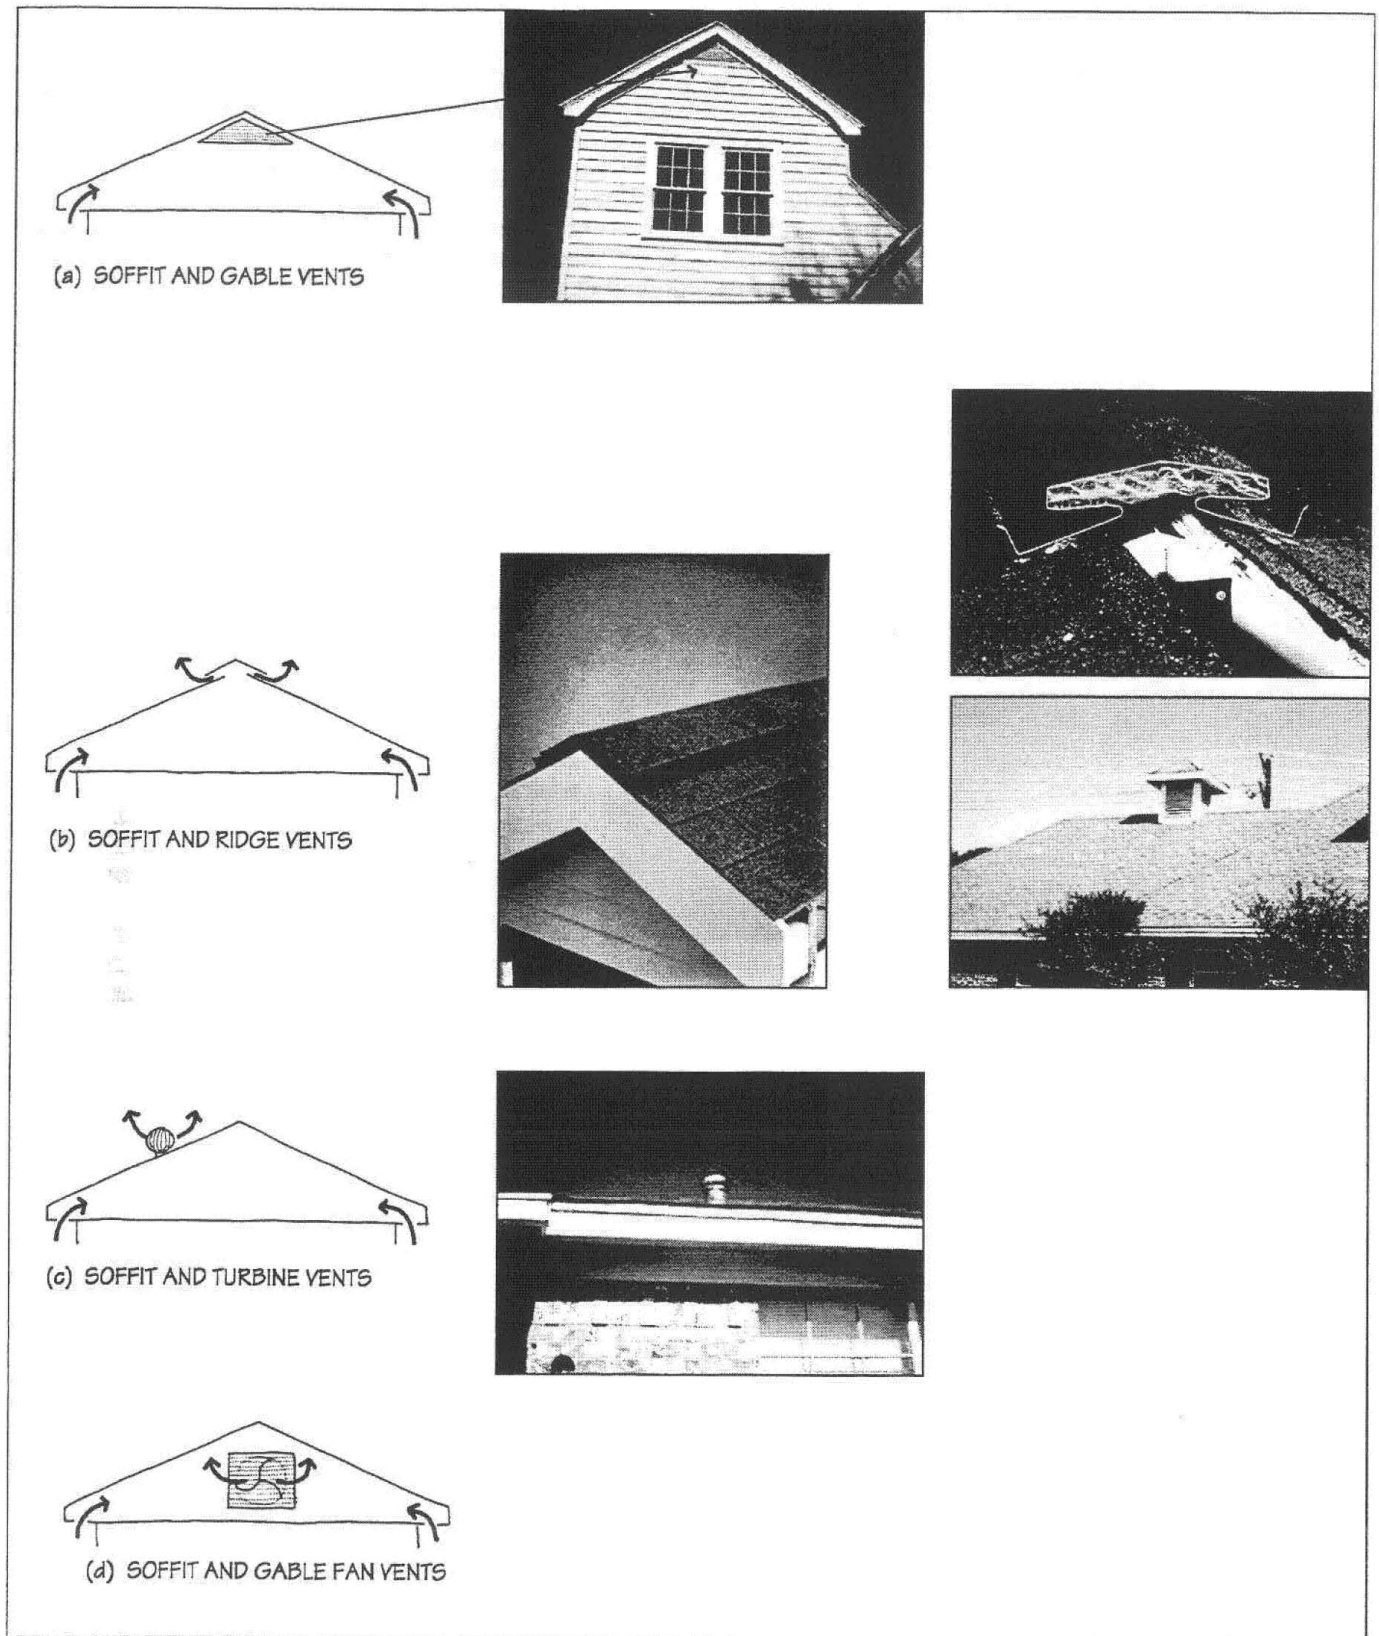 (a) SOFFIT AND GABLE VENTS
(b) SOFFIT AND RIDGE VENTS
(c) SOFFIT AND TURBINE VENTS
(d) SOFFIT AND GABLE FAN VENTS